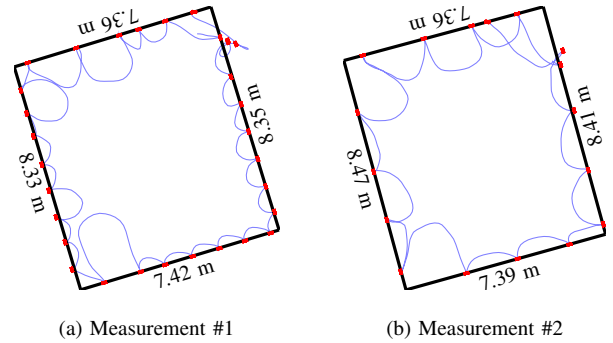 7.36 m
8.35 m
8.33 m
7.42 m
(a) Measurement #1
7.36 m
8.41 m
8.47 m
7.39 m
(b) Measurement #2